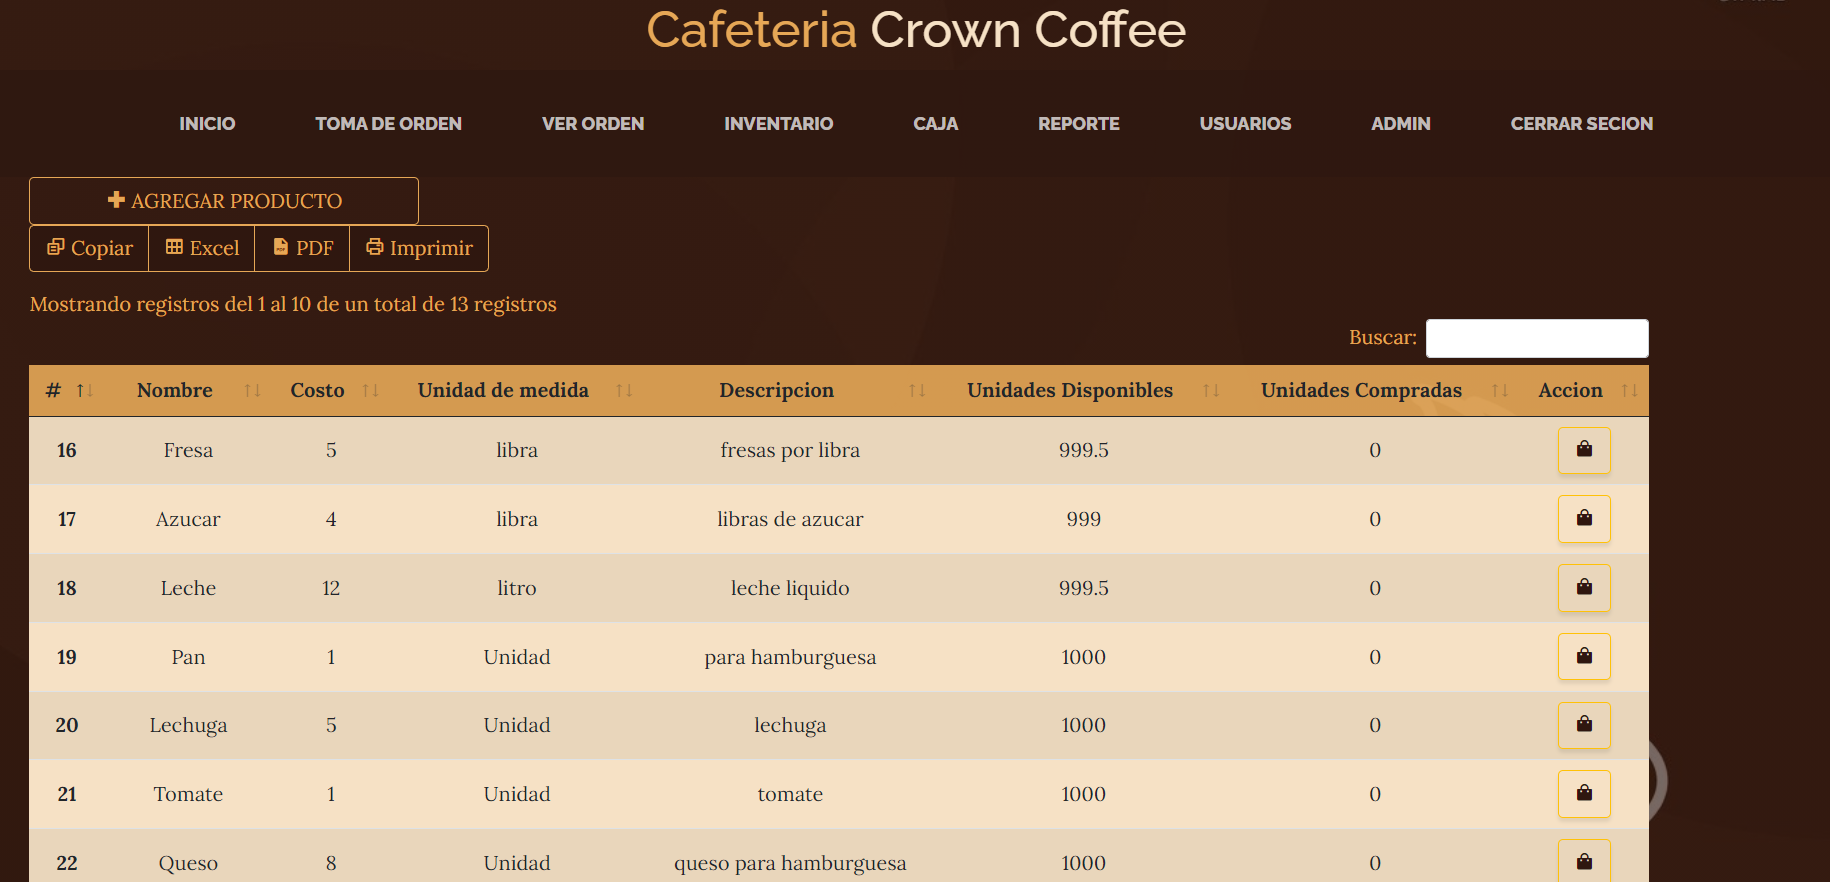 Cafeteria Crown Coffee
INICIO TOMA DE ORDEN VER ORDEN INVENTARIO CAJA REPORTE USUARIOS ADMIN CERRAR SECION
AGREGAR PRODUCTO
Copiar Excel PDF Imprimir
Mostrando registros del 1 al 10 de un total de 13 registros
Buscar:
# Nombre Costo Unidad de medida Descripcion Unidades Disponibles Unidades Compradas Accion
16 Fresa 5 libra fresas por libra 999.5 0
17 Azucar 4 libra libras de azucar 999 0
18 Leche 12 litro leche liquido 999.5 0
19 Pan 1 Unidad para hamburguesa 1000 0
20 Lechuga 5 Unidad lechuga 1000 0
21 Tomate 1 Unidad tomate 1000 0
22 Queso 8 Unidad queso para hamburguesa 1000 0